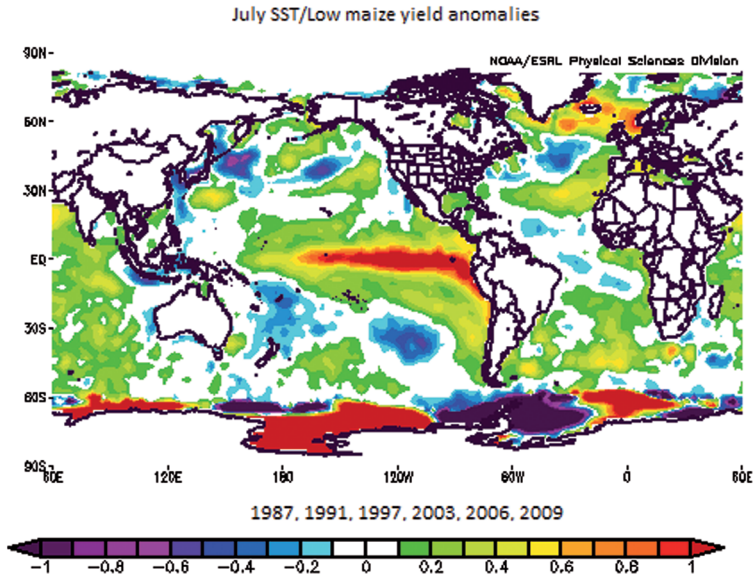 July SST/Low maize yield anomalies
NOAA/ESRL Physical Sciences Division
90N
60N
30N
EQ
30S
60S
90S
60E 120E 180 120W 60W 0 60E
1987, 1991, 1997, 2003, 2006, 2009
−1 −0.8 −0.6 −0.4 −0.2 0 0.2 0.4 0.6 0.8 1